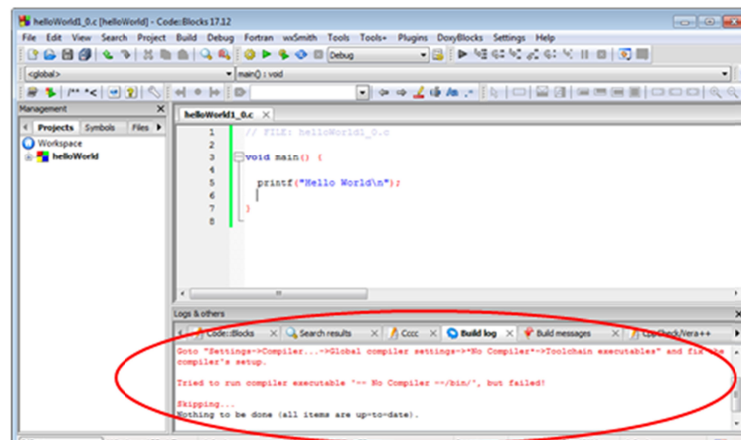 helloWorld1_0.c [helloWorld] - Code::Blocks 17.12
File Edit View Search Project Build Debug Fortran wxSmith Tools Tools+ Plugins DoxyBlocks Settings Help
Debug
<global> main() : void
Management
Projects Symbols Files
Workspace
helloWorld
helloWorld1_0.c
1 // FILE: helloWorld1_0.c
2
3 void main() {
4
5 printf("Hello World\n");
6
7 }
8
Logs & others
Code::Blocks Search results Cccc Build log Build messages CppCheck/Vera++
Goto "Settings->Compiler...->Global compiler settings->*No Compiler*->Toolchain executables" and fix the
compiler's setup.
Tried to run compiler executable '-- No Compiler --/bin/', but failed!
Skipping...
Nothing to be done (all items are up-to-date).